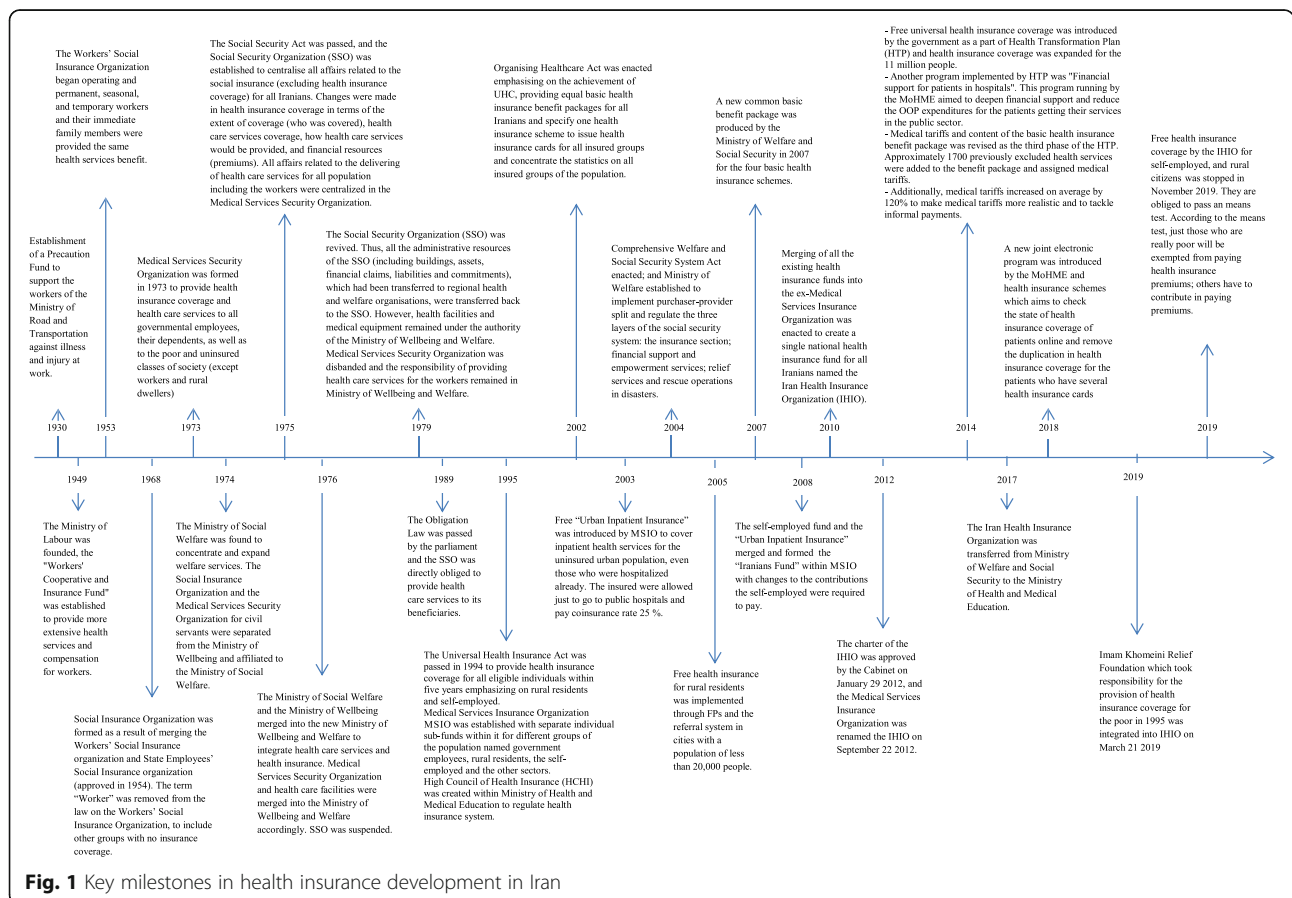 The Workers’ Social
Insurance Organization
began operating and
permanent, seasonal,
and temporary workers
and their immediate
family members were
provided the same
health services benefit.
The Social Security Act was passed, and the
Social Security Organization (SSO) was
established to centralise all affairs related to the
social insurance (excluding health insurance
coverage) for all Iranians. Changes were made
in health insurance coverage in terms of the
extent of coverage (who was covered), health
care services coverage, how health care services
would be provided, and financial resources
(premiums). All affairs related to the delivering
of health care services for all population
including the workers were centralized in the
Medical Services Security Organization.
Organising Healthcare Act was enacted
emphasising on the achievement of
UHC, providing equal basic health
insurance benefit packages for all
Iranians and specify one health
insurance scheme to issue health
insurance cards for all insured groups
and concentrate the statistics on all
insured groups of the population.
A new common basic
benefit package was
produced by the
Ministry of Welfare and
Social Security in 2007
for the four basic health
insurance schemes.
- Free universal health insurance coverage was introduced
by the government as a part of Health Transformation Plan
(HTP) and health insurance coverage was expanded for the
11 million people.
- Another program implemented by HTP was "Financial
support for patients in hospitals". This program running by
the MoHME aimed to deepen financial support and reduce
the OOP expenditures for the patients getting their services
in the public sector.
- Medical tariffs and content of the basic health insurance
benefit package was revised as the third phase of the HTP.
Approximately 1700 previously excluded health services
were added to the benefit package and assigned medical
tariffs.
- Additionally, medical tariffs increased on average by
120% to make medical tariffs more realistic and to tackle
informal payments.
Free health insurance
coverage by the IHIO for
self-employed, and rural
citizens was stopped in
November 2019. They are
obliged to pass an means
test. According to the means
test, just those who are
really poor will be
exempted from paying
health insurance
premiums; others have to
contribute in paying
premiums.
Establishment
of a Precaution
Fund to
support the
workers of the
Ministry of
Road and
Transportation
against illness
and injury at
work.
Medical Services Security
Organization was formed
in 1973 to provide health
insurance coverage and
health care services to all
governmental employees,
their dependents, as well as
to the poor and uninsured
classes of society (except
workers and rural
dwellers)
The Social Security Organization (SSO) was
revived. Thus, all the administrative resources
of the SSO (including buildings, assets,
financial claims, liabilities and commitments),
which had been transferred to regional health
and welfare organisations, were transferred back
to the SSO. However, health facilities and
medical equipment remained under the authority
of the Ministry of Wellbeing and Welfare.
Medical Services Security Organization was
disbanded and the responsibility of providing
health care services for the workers remained in
Ministry of Wellbeing and Welfare.
Comprehensive Welfare and
Social Security System Act
enacted; and Ministry of
Welfare established to
implement purchaser-provider
split and regulate the three
layers of the social security
system: the insurance section;
financial support and
empowerment services; relief
services and rescue operations
in disasters.
Merging of all the
existing health
insurance funds into
the ex-Medical
Services Insurance
Organization was
enacted to create a
single national health
insurance fund for all
Iranians named the
Iran Health Insurance
Organization (IHIO).
A new joint electronic
program was introduced
by the MoHME and
health insurance schemes
which aims to check
the state of health
insurance coverage of
patients online and remove
the duplication in health
insurance coverage for the
patients who have several
health insurance cards
1930 1953 1973 1975 1979 2002 2004 2007 2010 2014 2018 2019
1949 1968 1974 1976 1989 1995 2003 2005 2008 2012 2017 2019
The Ministry of
Labour was
founded, the
"Workers'
Cooperative and
Insurance Fund"
was established
to provide more
extensive health
services and
compensation
for workers.
The Ministry of Social
Welfare was found to
concentrate and expand
welfare services. The
Social Insurance
Organization and the
Medical Services Security
Organization for civil
servants were separated
from the Ministry of
Wellbeing and affiliated to
the Ministry of Social
Welfare.
The Obligation
Law was passed
by the parliament
and the SSO was
directly obliged to
provide health
care services to its
beneficiaries.
Free “Urban Inpatient Insurance”
was introduced by MSIO to cover
inpatient health services for the
uninsured urban population, even
those who were hospitalized
already. The insured were allowed
just to go to public hospitals and
pay coinsurance rate 25 %.
The self-employed fund and the
“Urban Inpatient Insurance”
merged and formed the
“Iranians Fund” within MSIO
with changes to the contributions
the self-employed were required
to pay.
The Iran Health Insurance
Organization was
transferred from Ministry
of Welfare and Social
Security to the Ministry
of Health and Medical
Education.
Social Insurance Organization was
formed as a result of merging the
Workers’ Social Insurance
organization and State Employees’
Social Insurance organization
(approved in 1954). The term
“Worker” was removed from the
law on the Workers’ Social
Insurance Organization, to include
other groups with no insurance
coverage.
The Ministry of Social Welfare
and the Ministry of Wellbeing
merged into the new Ministry of
Wellbeing and Welfare to
integrate health care services and
health insurance. Medical
Services Security Organization
and health care facilities were
merged into the Ministry of
Wellbeing and Welfare
accordingly. SSO was suspended.
The Universal Health Insurance Act was
passed in 1994 to provide health insurance
coverage for all eligible individuals within
five years emphasizing on rural residents
and self-employed.
Medical Services Insurance Organization
MSIO was established with separate individual
sub-funds within it for different groups of
the population named government
employees, rural residents, the self-
employed and the other sectors.
High Council of Health Insurance (HCHI)
was created within Ministry of Health and
Medical Education to regulate health
insurance system.
Free health insurance
for rural residents
was implemented
through FPs and the
referral system in
cities with a
population of less
than 20,000 people.
The charter of the
IHIO was approved
by the Cabinet on
January 29 2012, and
the Medical Services
Insurance
Organization was
renamed the IHIO on
September 22 2012.
Imam Khomeini Relief
Foundation which took
responsibility for the
provision of health
insurance coverage for
the poor in 1995 was
integrated into IHIO on
March 21 2019
Fig. 1 Key milestones in health insurance development in Iran